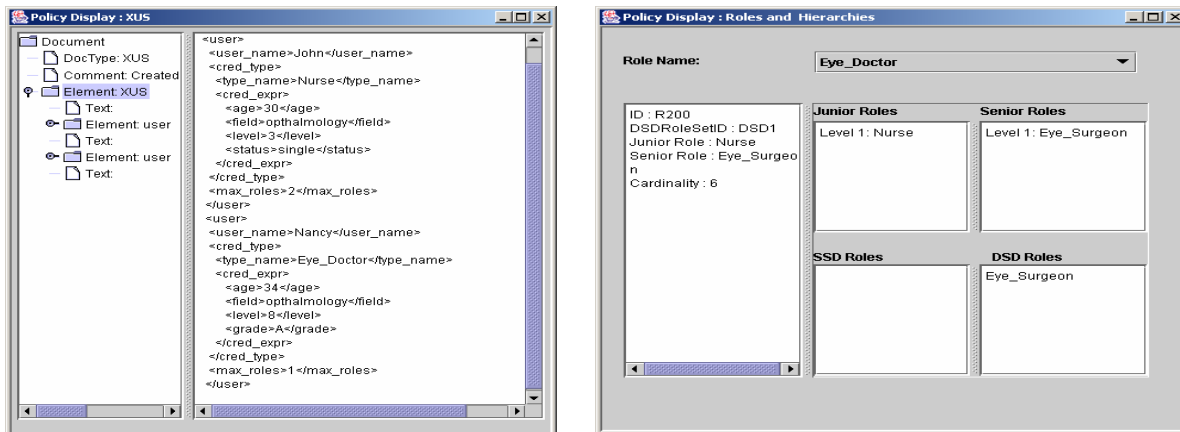 Policy Display : XUS
Document
DocType: XUS
Comment: Created
Element: XUS
Text:
Element: user
Text:
Element: user
Text:
<user>
<user_name>John</user_name>
<cred_type>
<type_name>Nurse</type_name>
<cred_expr>
<age>30</age>
<field>opthalmology</field>
<level>3</level>
<status>single</status>
</cred_expr>
</cred_type>
<max_roles>2</max_roles>
</user>
<user>
<user_name>Nancy</user_name>
<cred_type>
<type_name>Eye_Doctor</type_name>
<cred_expr>
<age>34</age>
<field>opthalmology</field>
<level>8</level>
<grade>A</grade>
</cred_expr>
</cred_type>
<max_roles>1</max_roles>
</user>
Policy Display : Roles and Hierarchies
Role Name:
Eye_Doctor
ID : R200
DSDRoleSetID : DSD1
Junior Role : Nurse
Senior Role : Eye_Surgeo
n
Cardinality : 6
Junior Roles
Level 1: Nurse
Senior Roles
Level 1: Eye_Surgeon
SSD Roles
DSD Roles
Eye_Surgeon